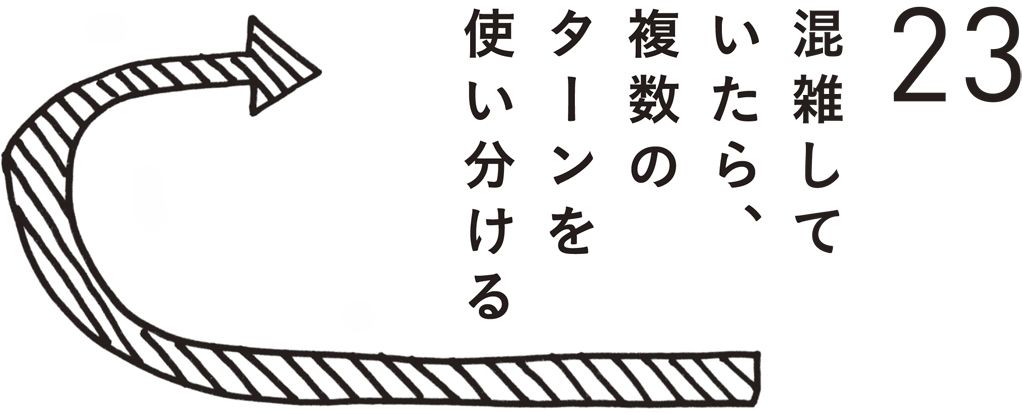 23
混雑して
いたら、
複数の
ターンを
使い分ける